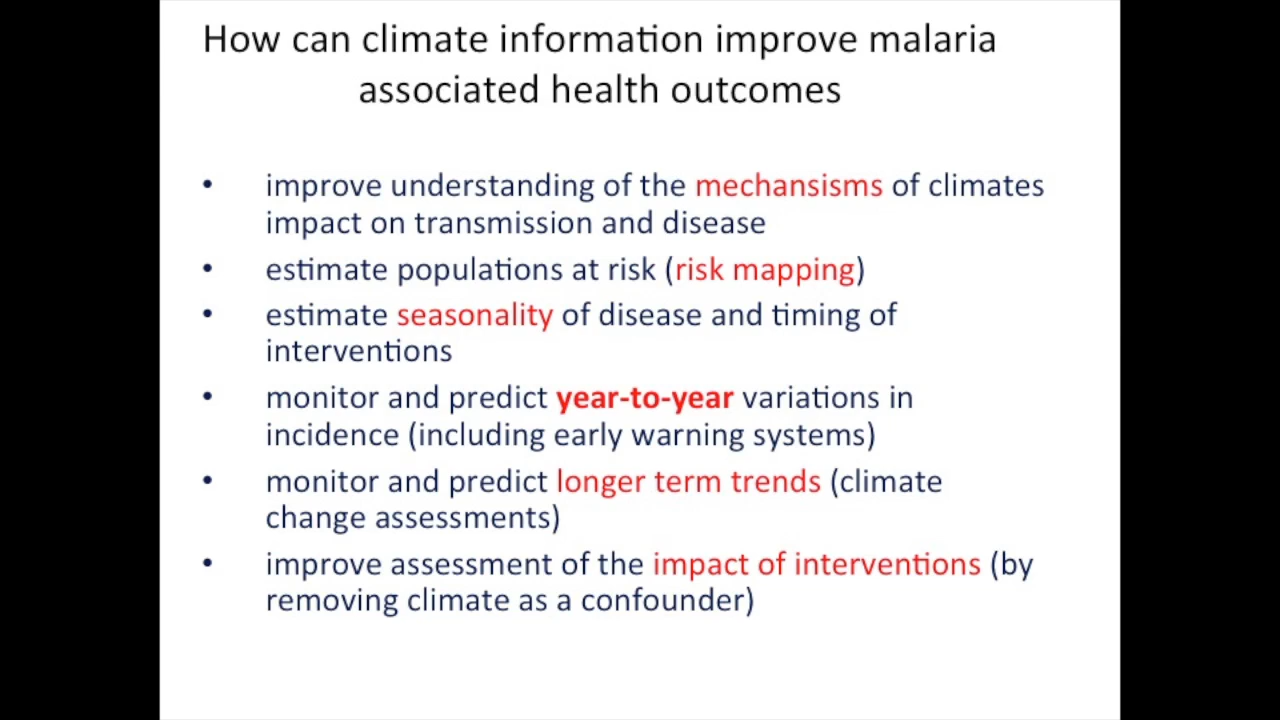 How can climate information improve malaria
associated health outcomes
• improve understanding of the mechansisms of climates
impact on transmission and disease
• estimate populations at risk (risk mapping)
• estimate seasonality of disease and timing of
interventions
• monitor and predict year-to-year variations in
incidence (including early warning systems)
• monitor and predict longer term trends (climate
change assessments)
• improve assessment of the impact of interventions (by
removing climate as a confounder)